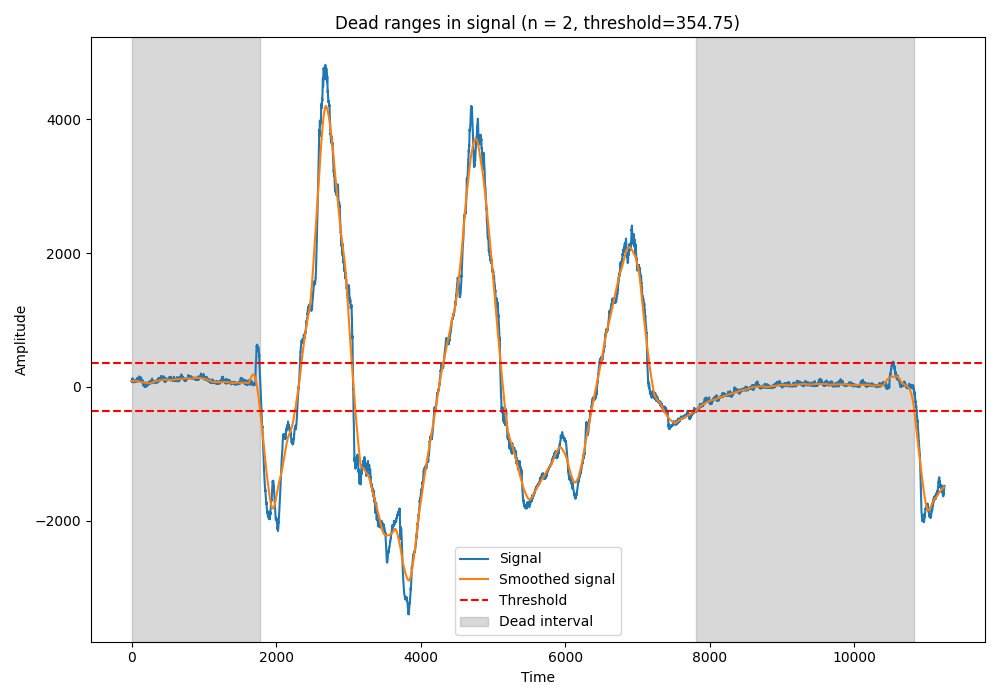 Dead ranges in signal (n = 2, threshold=354.75)
Amplitude
4000
2000
0
−2000
Signal
Smoothed signal
Threshold
Dead interval
0 2000 4000 6000 8000 10000
Time